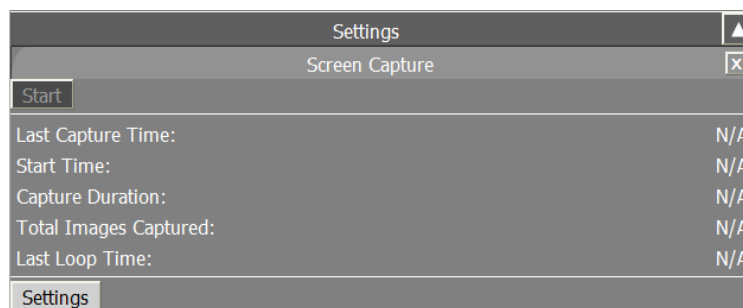 Settings
Screen Capture
Start
Last Capture Time: N/A
Start Time: N/A
Capture Duration: N/A
Total Images Captured: N/A
Last Loop Time: N/A
Settings